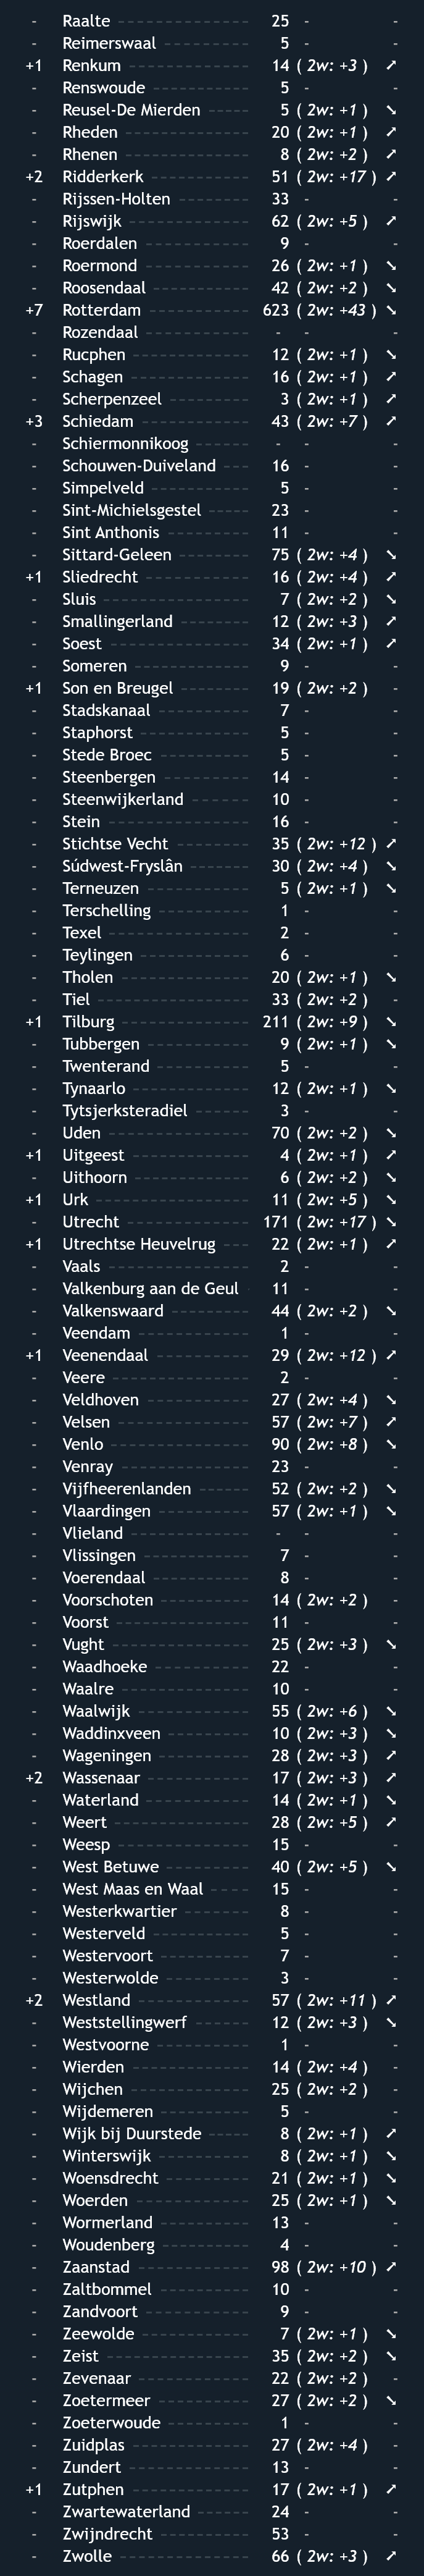 - Raalte 25 - -
- Reimerswaal 5 - -
+1 Renkum 14 ( 2w: +3 ) ➚
- Renswoude 5 - -
- Reusel-De Mierden 5 ( 2w: +1 ) ➘
- Rheden 20 ( 2w: +1 ) ➚
- Rhenen 8 ( 2w: +2 ) ➚
+2 Ridderkerk 51 ( 2w: +17 ) ➚
- Rijssen-Holten 33 - -
- Rijswijk 62 ( 2w: +5 ) ➚
- Roerdalen 9 - -
- Roermond 26 ( 2w: +1 ) ➘
- Roosendaal 42 ( 2w: +2 ) ➘
+7 Rotterdam 623 ( 2w: +43 ) ➘
- Rozendaal - - -
- Rucphen 12 ( 2w: +1 ) ➘
- Schagen 16 ( 2w: +1 ) ➚
- Scherpenzeel 3 ( 2w: +1 ) ➚
+3 Schiedam 43 ( 2w: +7 ) ➚
- Schiermonnikoog - - -
- Schouwen-Duiveland 16 - -
- Simpelveld 5 - -
- Sint-Michielsgestel 23 - -
- Sint Anthonis 11 - -
- Sittard-Geleen 75 ( 2w: +4 ) ➘
+1 Sliedrecht 16 ( 2w: +4 ) ➚
- Sluis 7 ( 2w: +2 ) ➘
- Smallingerland 12 ( 2w: +3 ) ➚
- Soest 34 ( 2w: +1 ) ➚
- Someren 9 - -
+1 Son en Breugel 19 ( 2w: +2 ) -
- Stadskanaal 7 - -
- Staphorst 5 - -
- Stede Broec 5 - -
- Steenbergen 14 - -
- Steenwijkerland 10 - -
- Stein 16 - -
- Stichtse Vecht 35 ( 2w: +12 ) ➚
- Súdwest-Fryslân 30 ( 2w: +4 ) ➘
- Terneuzen 5 ( 2w: +1 ) ➘
- Terschelling 1 - -
- Texel 2 - -
- Teylingen 6 - -
- Tholen 20 ( 2w: +1 ) ➘
- Tiel 33 ( 2w: +2 ) -
+1 Tilburg 211 ( 2w: +9 ) ➘
- Tubbergen 9 ( 2w: +1 ) ➘
- Twenterand 5 - -
- Tynaarlo 12 ( 2w: +1 ) ➘
- Tytsjerksteradiel 3 - -
- Uden 70 ( 2w: +2 ) ➘
+1 Uitgeest 4 ( 2w: +1 ) ➚
- Uithoorn 6 ( 2w: +2 ) ➘
+1 Urk 11 ( 2w: +5 ) ➘
- Utrecht 171 ( 2w: +17 ) ➘
+1 Utrechtse Heuvelrug 22 ( 2w: +1 ) ➚
- Vaals 2 - -
- Valkenburg aan de Geul 11 - -
- Valkenswaard 44 ( 2w: +2 ) ➘
- Veendam 1 - -
+1 Veenendaal 29 ( 2w: +12 ) ➚
- Veere 2 - -
- Veldhoven 27 ( 2w: +4 ) ➘
- Velsen 57 ( 2w: +7 ) ➚
- Venlo 90 ( 2w: +8 ) ➘
- Venray 23 - -
- Vijfheerenlanden 52 ( 2w: +2 ) ➘
- Vlaardingen 57 ( 2w: +1 ) ➘
- Vlieland - - -
- Vlissingen 7 - -
- Voerendaal 8 - -
- Voorschoten 14 ( 2w: +2 ) -
- Voorst 11 - -
- Vught 25 ( 2w: +3 ) ➘
- Waadhoeke 22 - -
- Waalre 10 - -
- Waalwijk 55 ( 2w: +6 ) ➘
- Waddinxveen 10 ( 2w: +3 ) ➘
- Wageningen 28 ( 2w: +3 ) ➚
+2 Wassenaar 17 ( 2w: +3 ) ➚
- Waterland 14 ( 2w: +1 ) ➘
- Weert 28 ( 2w: +5 ) ➚
- Weesp 15 - -
- West Betuwe 40 ( 2w: +5 ) ➘
- West Maas en Waal 15 - -
- Westerkwartier 8 - -
- Westerveld 5 - -
- Westervoort 7 - -
- Westerwolde 3 - -
+2 Westland 57 ( 2w: +11 ) ➚
- Weststellingwerf 12 ( 2w: +3 ) ➘
- Westvoorne 1 - -
- Wierden 14 ( 2w: +4 ) -
- Wijchen 25 ( 2w: +2 ) -
- Wijdemeren 5 - -
- Wijk bij Duurstede 8 ( 2w: +1 ) ➚
- Winterswijk 8 ( 2w: +1 ) ➘
- Woensdrecht 21 ( 2w: +1 ) ➘
- Woerden 25 ( 2w: +1 ) ➘
- Wormerland 13 - -
- Woudenberg 4 - -
- Zaanstad 98 ( 2w: +10 ) ➚
- Zaltbommel 10 - -
- Zandvoort 9 - -
- Zeewolde 7 ( 2w: +1 ) ➘
- Zeist 35 ( 2w: +2 ) ➘
- Zevenaar 22 ( 2w: +2 ) -
- Zoetermeer 27 ( 2w: +2 ) ➘
- Zoeterwoude 1 - -
- Zuidplas 27 ( 2w: +4 ) -
- Zundert 13 - -
+1 Zutphen 17 ( 2w: +1 ) ➚
- Zwartewaterland 24 - -
- Zwijndrecht 53 - -
- Zwolle 66 ( 2w: +3 ) ➚